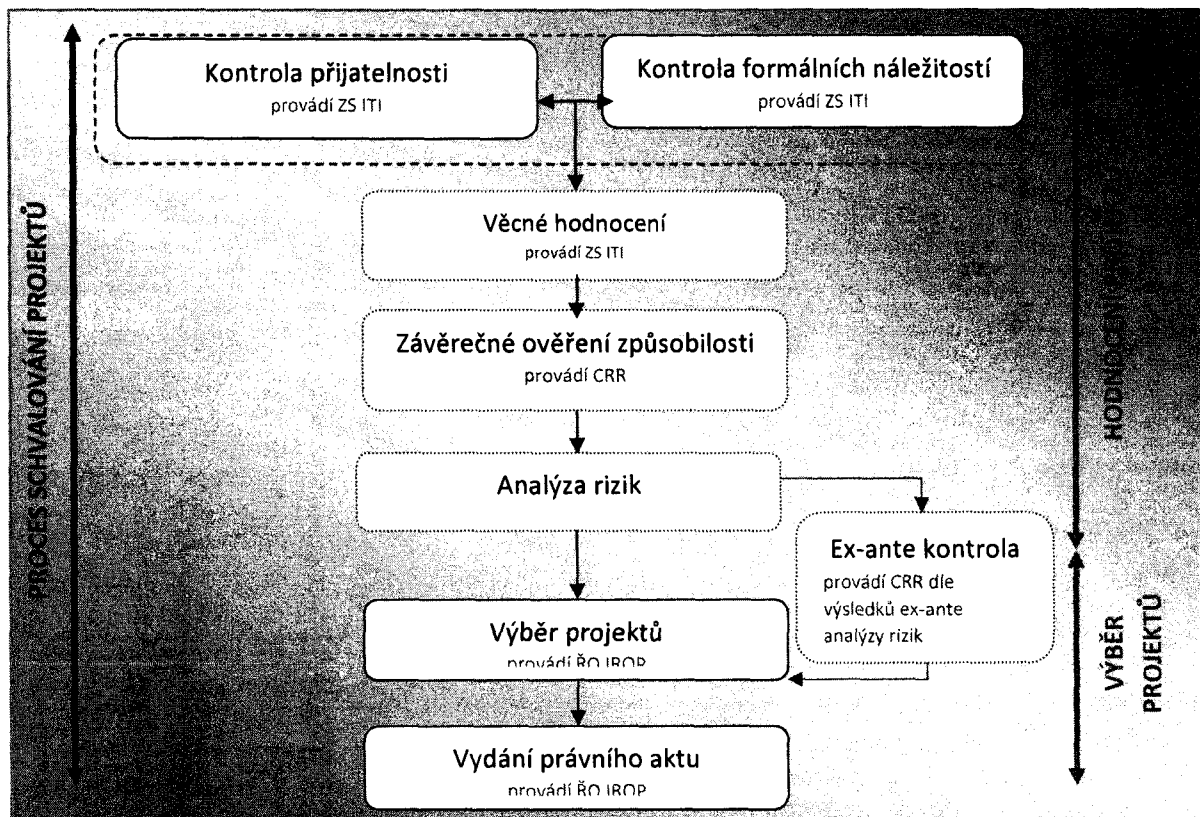 Kontrola přijatelnosti
provádí ZS ITI
Kontrola formálních náležitostí
provádí ZS ITI
Věcné hodnocení
provádí ZS ITI
Závěrečné ověření způsobilosti
provádí CRR
Analýza rizik
Ex-ante kontrola
provádí CRR dle
výsledků ex-ante
analýzy rizik
Výběr projektů
provádí ŘO IROP
Vydání právního aktu
provádí ŘO IROP
PROCES SCHVALOVÁNÍ PROJEKTŮ
HODNOCENÍ
VÝBĚR
PROJEKTŮ